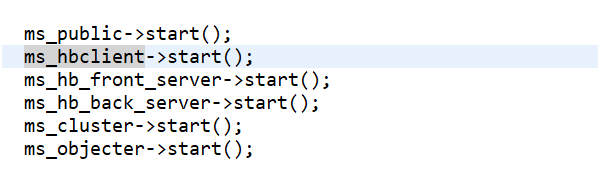 ms_public->start();
ms_hbclient->start();
ms_hb_front_server->start();
ms_hb_back_server->start();
ms_cluster->start();
ms_objecter->start();